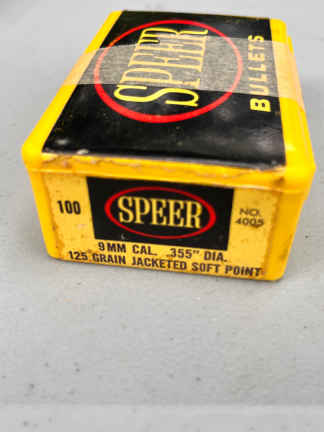 SPEER
BULLETS
100
SPEER
NO.
4005
9MM CAL. .355" DIA.
125 GRAIN JACKETED SOFT POINT